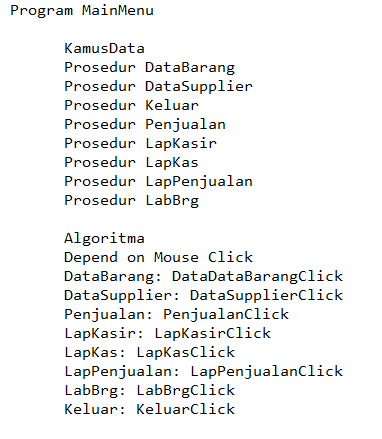 Program MainMenu
KamusData
Prosedur DataBarang
Prosedur DataSupplier
Prosedur Keluar
Prosedur Penjualan
Prosedur LapKasir
Prosedur LapKas
Prosedur LapPenjualan
Prosedur LabBrg
Algoritma
Depend on Mouse Click
DataBarang: DataDataBarangClick
DataSupplier: DataSupplierClick
Penjualan: PenjualanClick
LapKasir: LapKasirClick
LapKas: LapKasClick
LapPenjualan: LapPenjualanClick
LabBrg: LabBrgClick
Keluar: KeluarClick